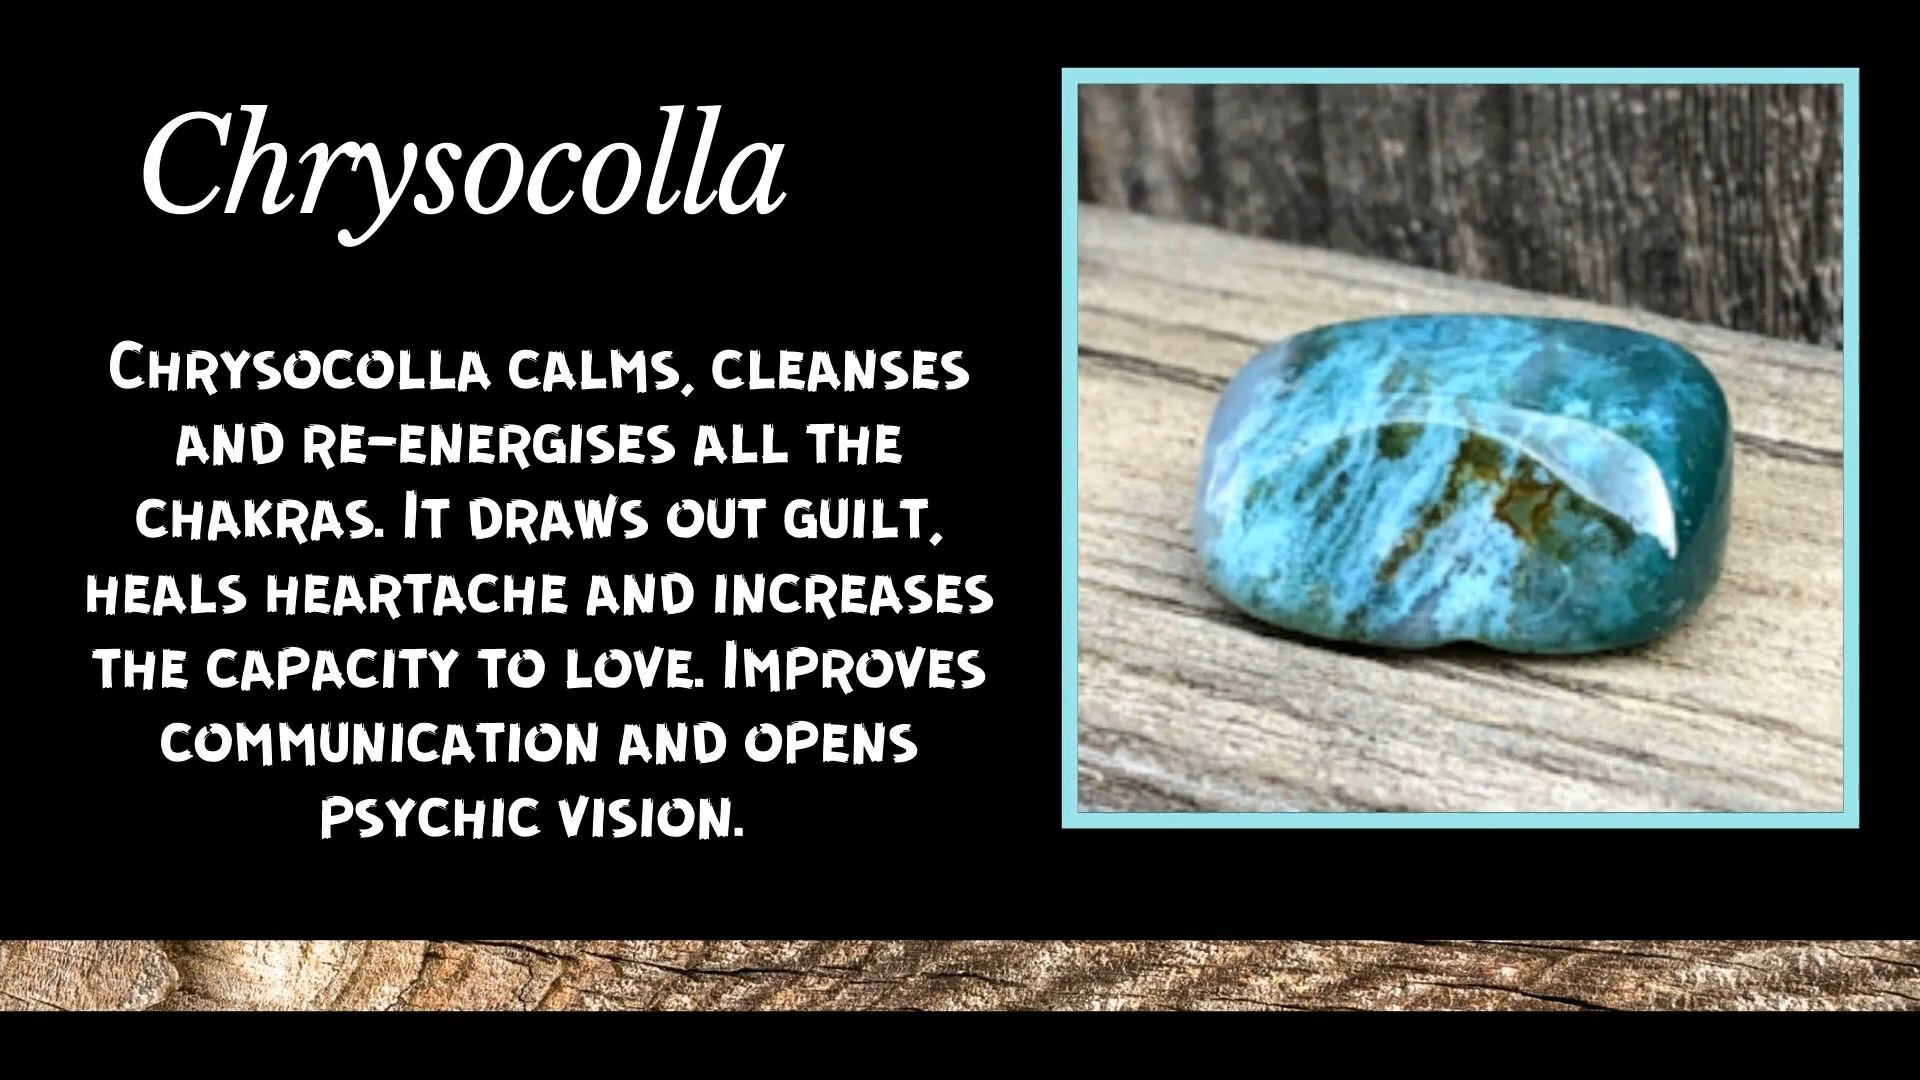 Chrysocolla
Chrysocolla calms, cleanses
and re-energises all the
chakras. It draws out guilt,
heals heartache and increases
the capacity to love. Improves
communication and opens
psychic vision.